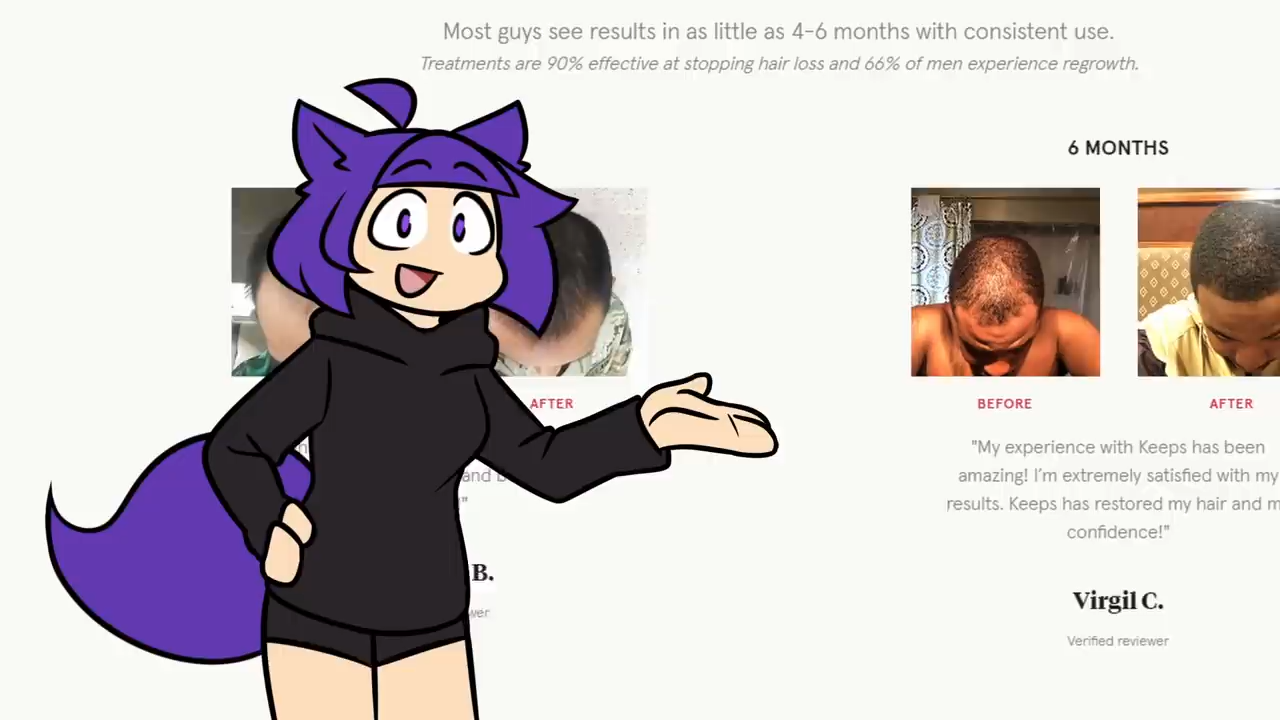 Most guys see results in as little as 4-6 months with consistent use.
Treatments are 90% effective at stopping hair loss and 66% of men experience regrowth.
6 MONTHS
AFTER
BEFORE
AFTER
and
"
B.
"My experience with Keeps has been
amazing! I'm extremely satisfied with my
results. Keeps has restored my hair and
confidence!"
Virgil C.
Verified reviewer